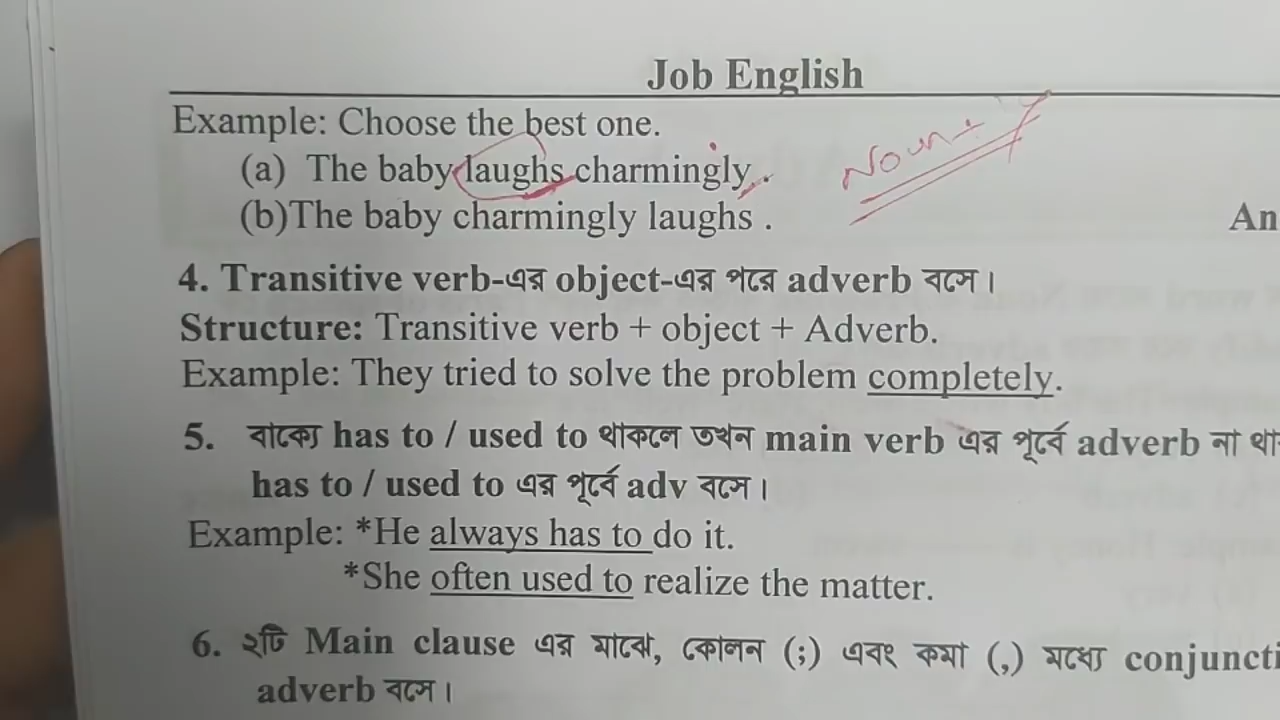 Job English
Example: Choose the best one.
(a) The baby laughs charmingly.
(b)The baby charmingly laughs .
An
4. Transitive verb-এর object-এর পরে adverb বসে।
Structure: Transitive verb + object + Adverb.
Example: They tried to solve the problem completely.
5. বাক্যে has to / used to থাকলে তখন main verb এর পূর্বে adverb না থা
has to / used to এর পূর্বে adv বসে।
Example: *He always has to do it.
*She often used to realize the matter.
6. ২টি Main clause এর মাঝে, কোলন (;) এবং কমা (,) মধ্যে conjuncti
adverb বসে।